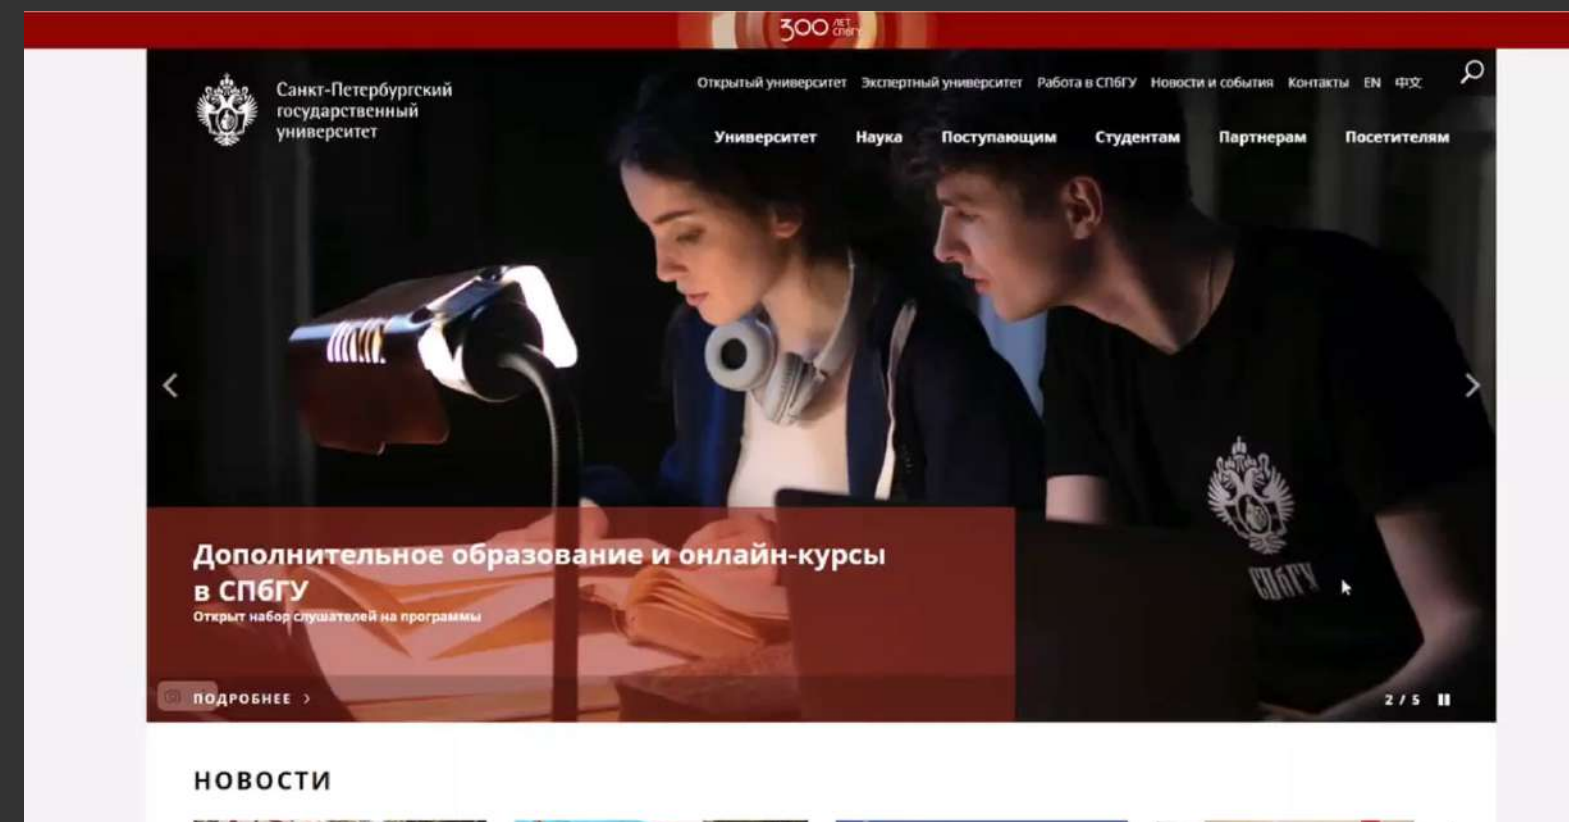 300 ЛЕТ
СПбГУ
Санкт-Петербургский
государственный
университет
Открытый университет Экспертный университет Работа в СПбГУ Новости и события Контакты EN 中文
Университет Наука Поступающим Студентам Партнерам Посетителям
СПбГУ
Дополнительное образование и онлайн-курсы
в СПбГУ
Открыт набор слушателей на программы
ПОДРОБНЕЕ
2 / 5
НОВОСТИ